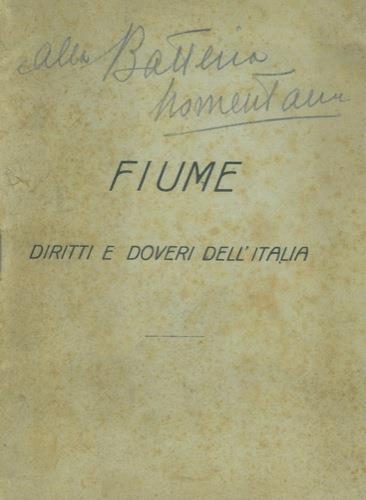 alla Batteria
Nomentana
FIUME
DIRITTI E DOVERI DELL'ITALIA